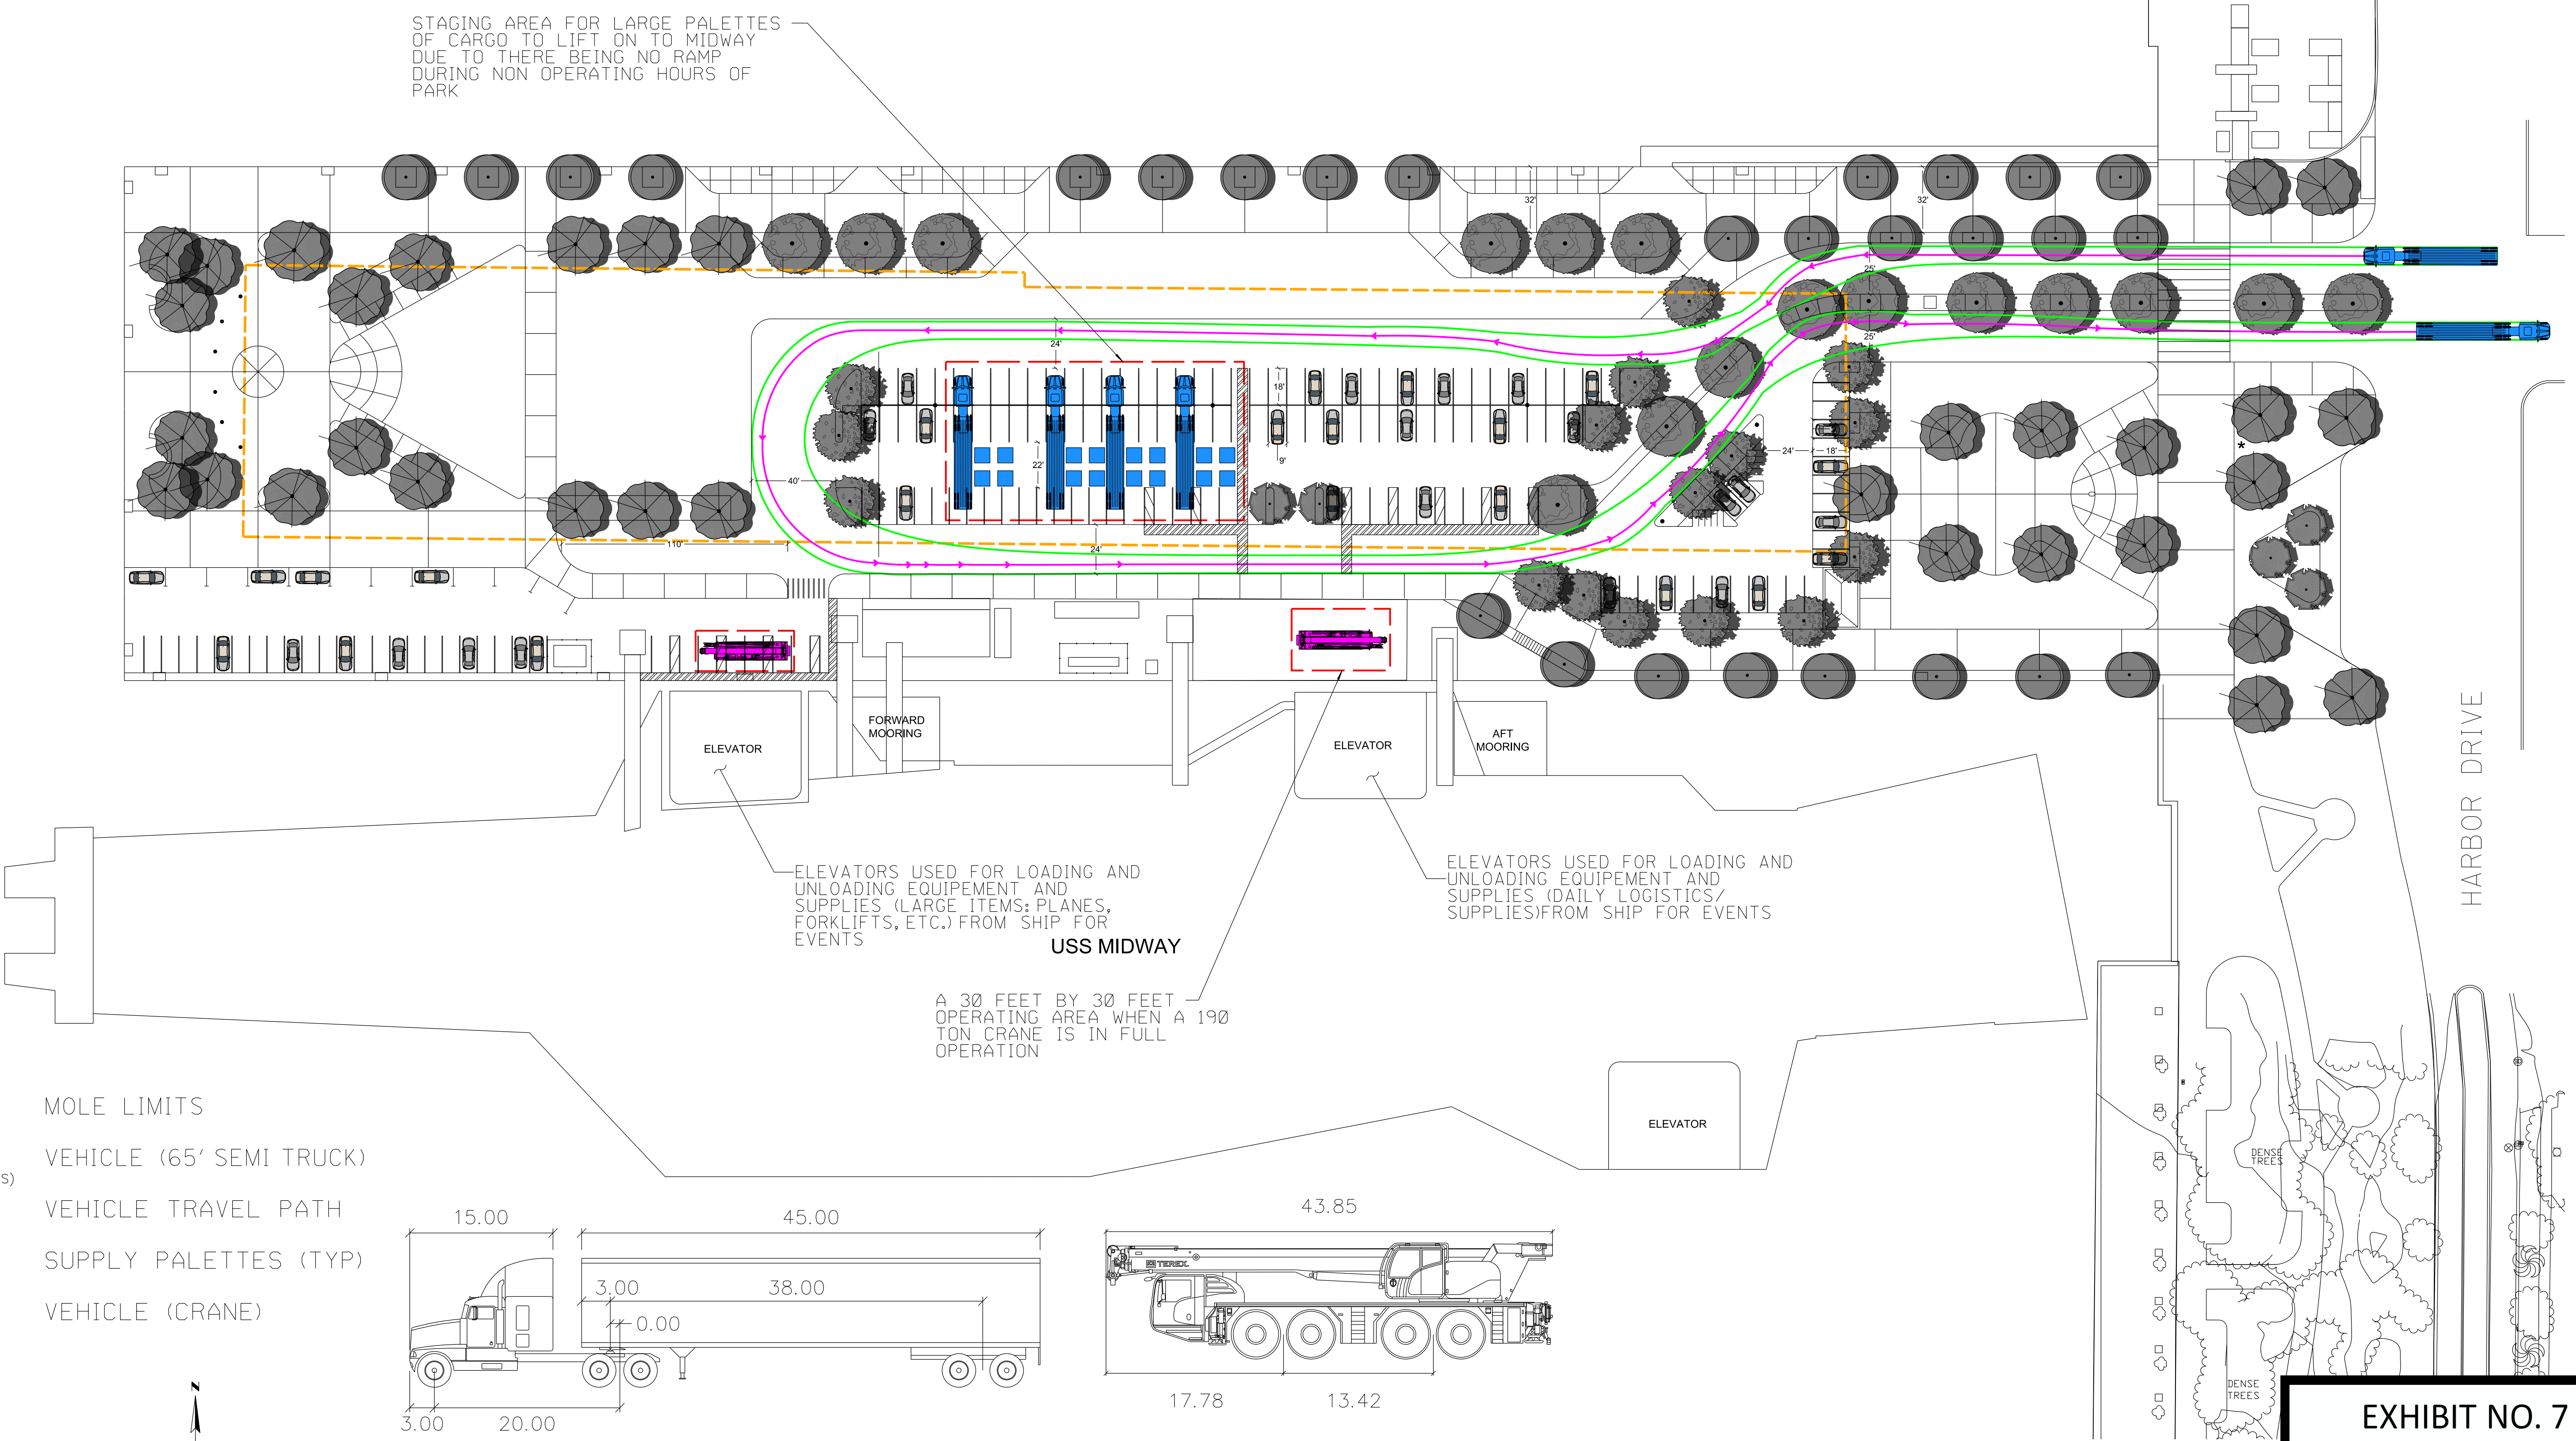 STAGING AREA FOR LARGE PALETTES
OF CARGO TO LIFT ON TO MIDWAY
DUE TO THERE BEING NO RAMP
DURING NON OPERATING HOURS OF
PARK
32'
32'
25'
25'
24'
18'
9'
22'
40'
24'
18'
24'
110'
*
FORWARD
MOORING
ELEVATOR
ELEVATOR
AFT
MOORING
HARBOR DRIVE
ELEVATORS USED FOR LOADING AND
UNLOADING EQUIPEMENT AND
SUPPLIES (LARGE ITEMS: PLANES,
FORKLIFTS, ETC.) FROM SHIP FOR
EVENTS
ELEVATORS USED FOR LOADING AND
UNLOADING EQUIPEMENT AND
SUPPLIES (DAILY LOGISTICS/
SUPPLIES)FROM SHIP FOR EVENTS
USS MIDWAY
A 30 FEET BY 30 FEET
OPERATING AREA WHEN A 190
TON CRANE IS IN FULL
OPERATION
ELEVATOR
MOLE LIMITS
VEHICLE (65' SEMI TRUCK)
S)
VEHICLE TRAVEL PATH
SUPPLY PALETTES (TYP)
VEHICLE (CRANE)
N
15.00
45.00
3.00
38.00
0.00
3.00
20.00
43.85
TEREX
17.78
13.42
DENSE
TREES
DENSE
TREES
EXHIBIT NO. 7